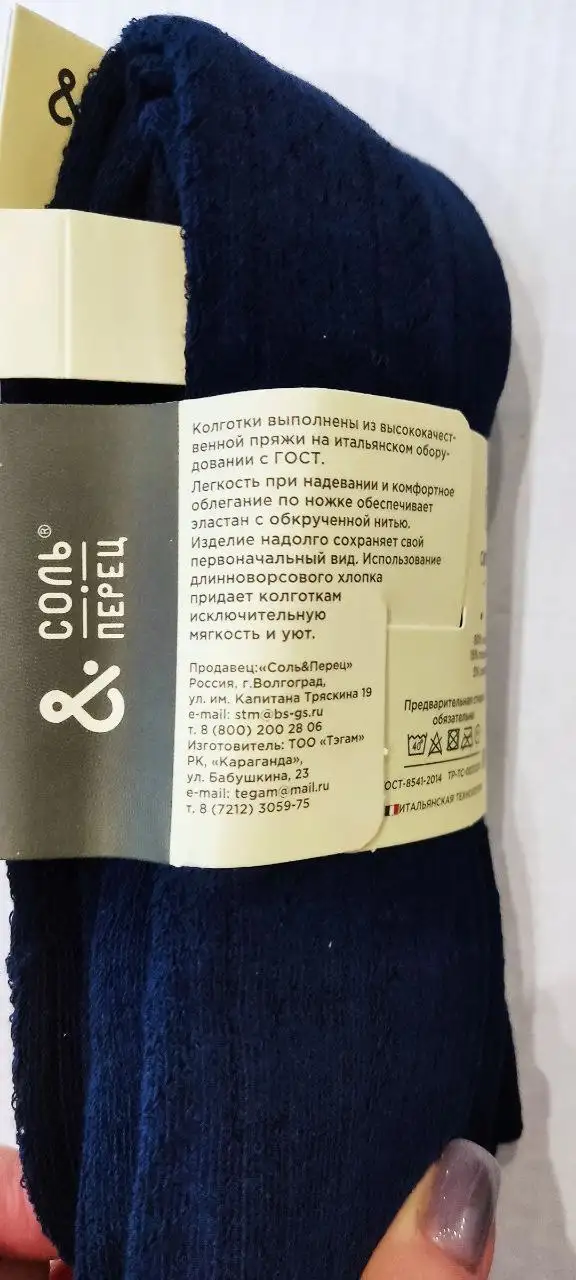 &
СОЛЬ®
и
ПЕРЕЦ
&
Колготки выполнены из высококачест-
венной пряжи на итальянском обору-
довании с ГОСТ.
Легкость при надевании и комфортное
облегание по ножке обеспечивает
эластан с обкрученной нитью.
Изделие надолго сохраняет свой
первоначальный вид. Использование
длинноворсового хлопка
придает колготкам
исключительную
мягкость и уют.
Продавец:«Соль&Перец»
Россия, г.Волгоград,
ул. им. Капитана Тряскина 19
e-mail: stm@bs-gs.ru
т. 8 (800) 200 28 06
Изготовитель: ТОО «Тэгам»
РК, «Караганда»,
ул. Бабушкина, 23
e-mail: tegam@mail.ru
т. 8 (7212) 3059-75
Предварительная
обязательна
40°
ОСТ-8541-2014 ТР-ТС
ИТАЛЬЯНСКАЯ